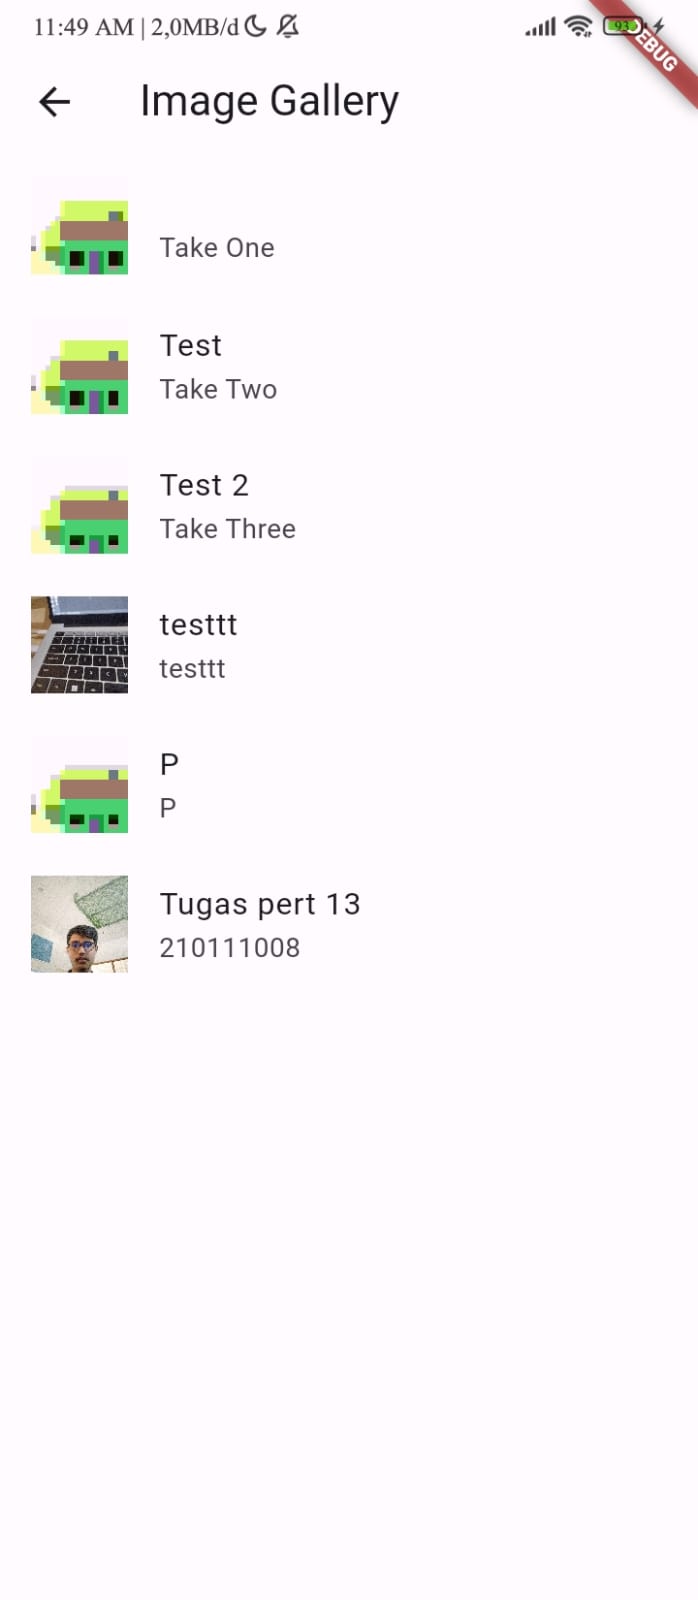 11:49 AM | 2,0MB/d
93
DEBUG
Image Gallery
Take One
Test
Take Two
Test 2
Take Three
testtt
testtt
P
P
Tugas pert 13
210111008